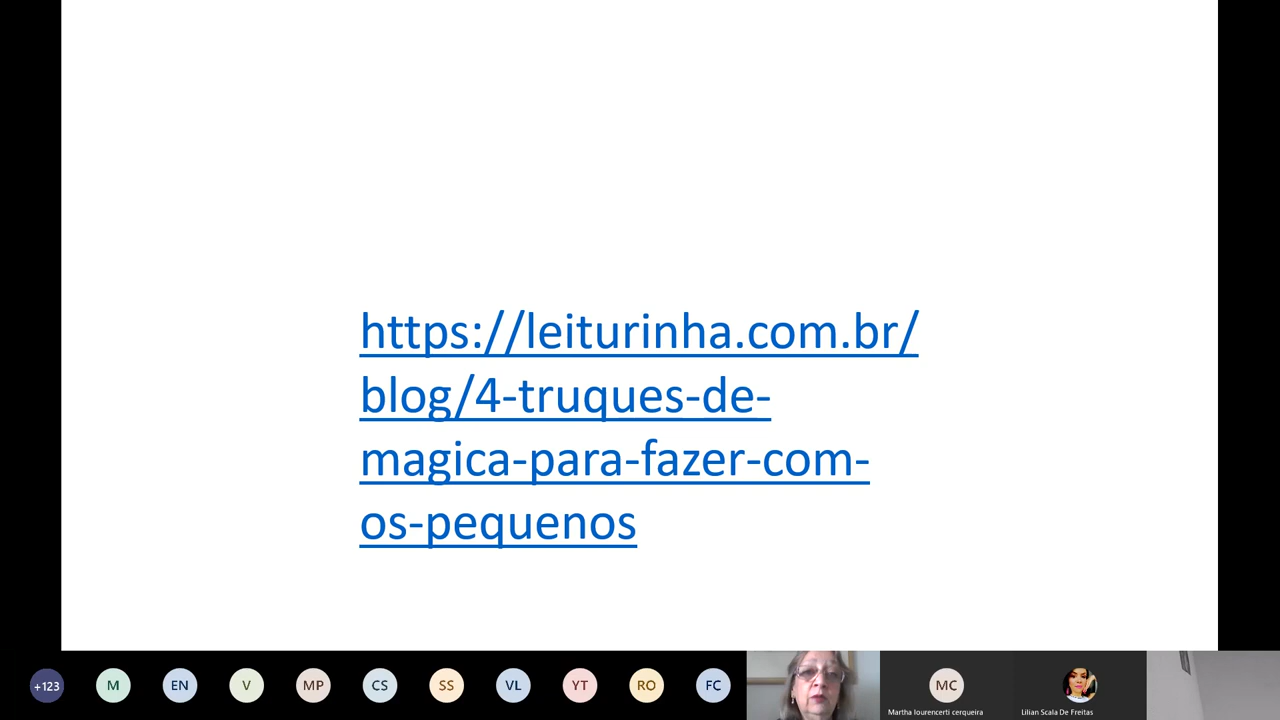 https://leiturinha.com.br/
blog/4-truques-de-
magica-para-fazer-com-
os-pequenos
+123 M EN V MP CS SS VL YT RO FC MC
Martha lourencerti cerqueira Lilian Scala De Freitas